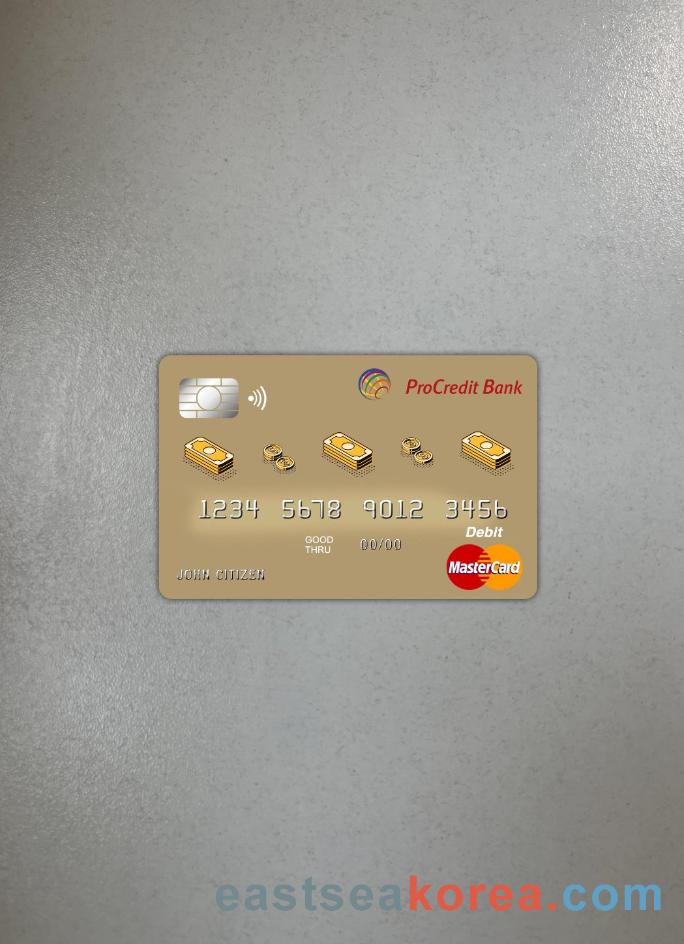 ProCredit Bank
1234 5678 9012 3456
Debit
GOOD
THRU 00/00
MasterCard
JOHN CITIZEN
eastseakorea.com